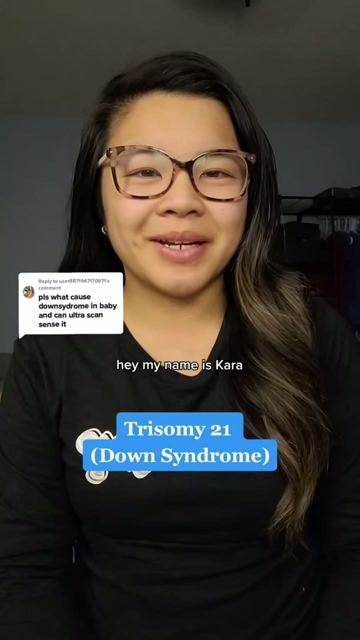 Reply to user887194717097l's
comment
pls what cause
downsydrome in baby
and can ultra scan
sense it
hey my name is Kara
Trisomy 21
(Down Syndrome)